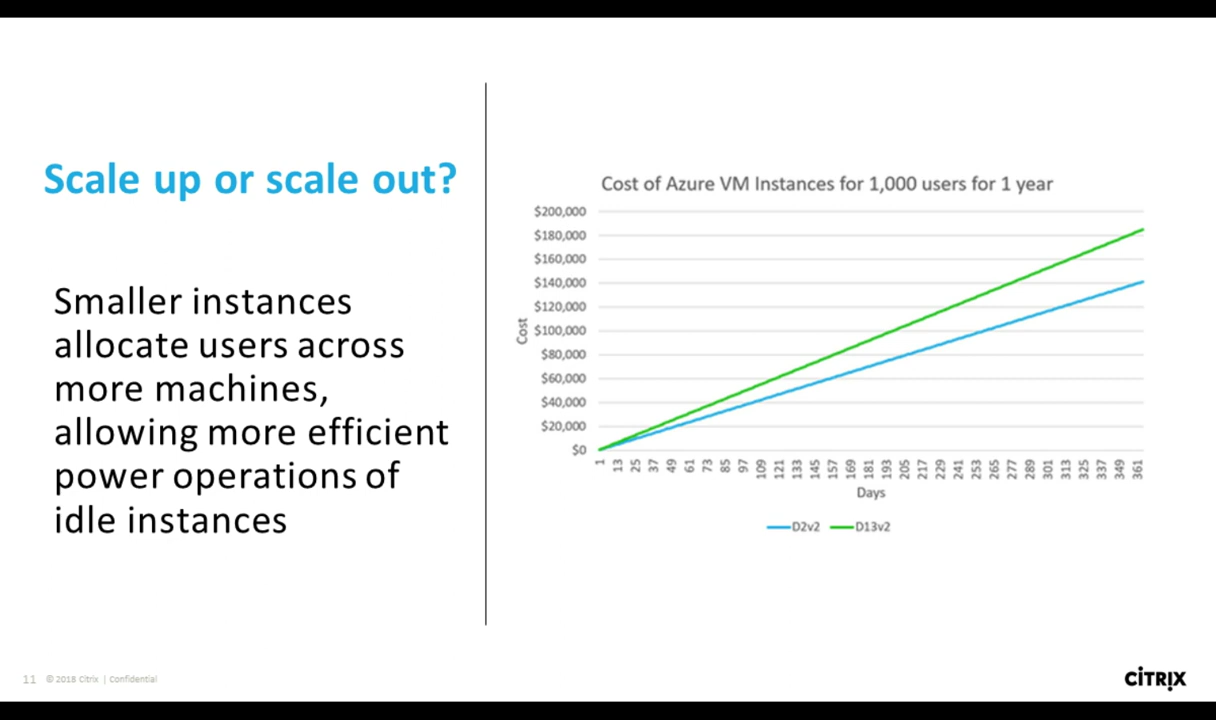 Scale up or scale out?
Smaller instances
allocate users across
more machines,
allowing more efficient
power operations of
idle instances
Cost of Azure VM Instances for 1,000 users for 1 year
$200,000
$180,000
$160,000
$140,000
$120,000
$100,000
$80,000
$60,000
$40,000
$20,000
$0
Cost
1 13 25 37 49 61 73 85 97 109 121 133 145 157 169 181 193 205 217 229 241 253 265 277 289 301 313 325 337 349 361
Days
D2v2 D13v2
11 © 2018 Citrix | Confidential
CITRIX